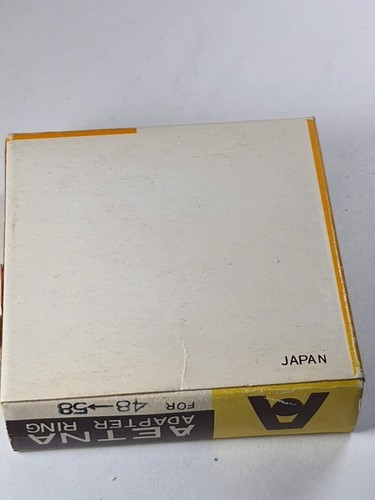 JAPAN
AETNA
ADAPTER RING
FOR 48→58